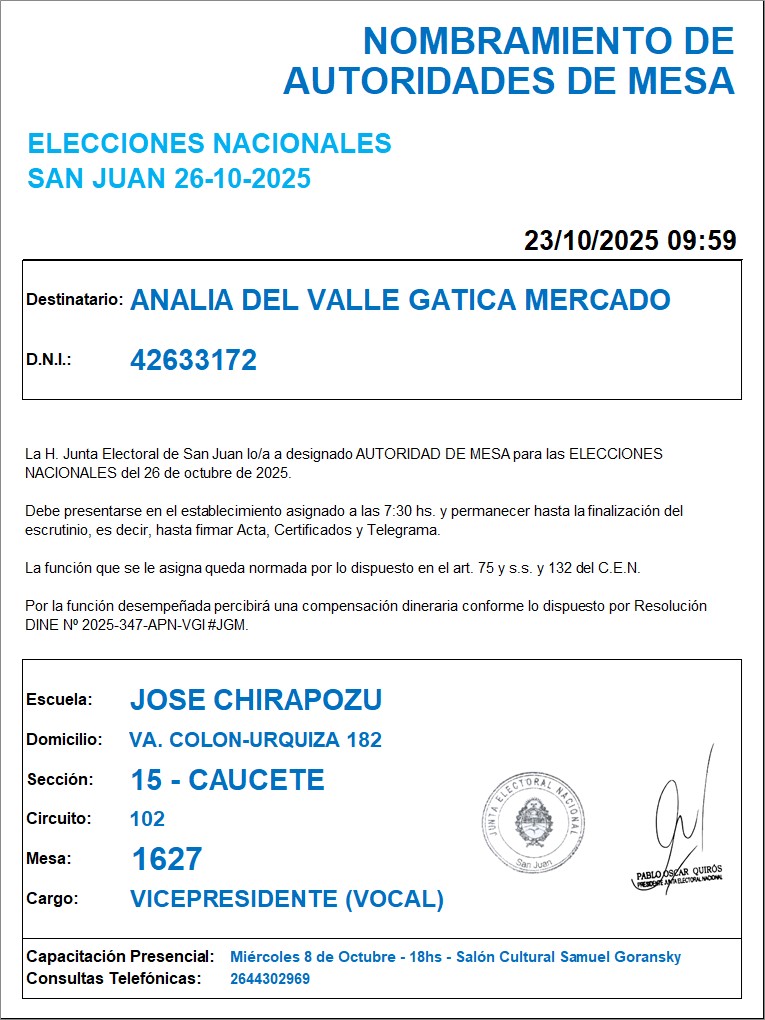 NOMBRAMIENTO DE
AUTORIDADES DE MESA
ELECCIONES NACIONALES
SAN JUAN 26-10-2025
23/10/2025 09:59
Destinatario: ANALIA DEL VALLE GATICA MERCADO
D.N.I.: 42633172
La H. Junta Electoral de San Juan lo/a a designado AUTORIDAD DE MESA para las ELECCIONES
NACIONALES del 26 de octubre de 2025.
Debe presentarse en el establecimiento asignado a las 7:30 hs. y permanecer hasta la finalización del
escrutinio, es decir, hasta firmar Acta, Certificados y Telegrama.
La función que se le asigna queda normada por lo dispuesto en el art. 75 y s.s. y 132 del C.E.N.
Por la función desempeñada percibirá una compensación dineraria conforme lo dispuesto por Resolución
DINE Nº 2025-347-APN-VGI #JGM.
Escuela: JOSE CHIRAPOZU
Domicilio: VA. COLON-URQUIZA 182
Sección: 15 - CAUCETE
Circuito: 102
Mesa: 1627
Cargo: VICEPRESIDENTE (VOCAL)
JUNTA ELECTORAL NACIONAL
San Juan
PABLO OSCAR QUIRÓS
PRESIDENTE JUNTA ELECTORAL NACIONAL
Capacitación Presencial: Miércoles 8 de Octubre - 18hs - Salón Cultural Samuel Goransky
Consultas Telefónicas: 2644302969